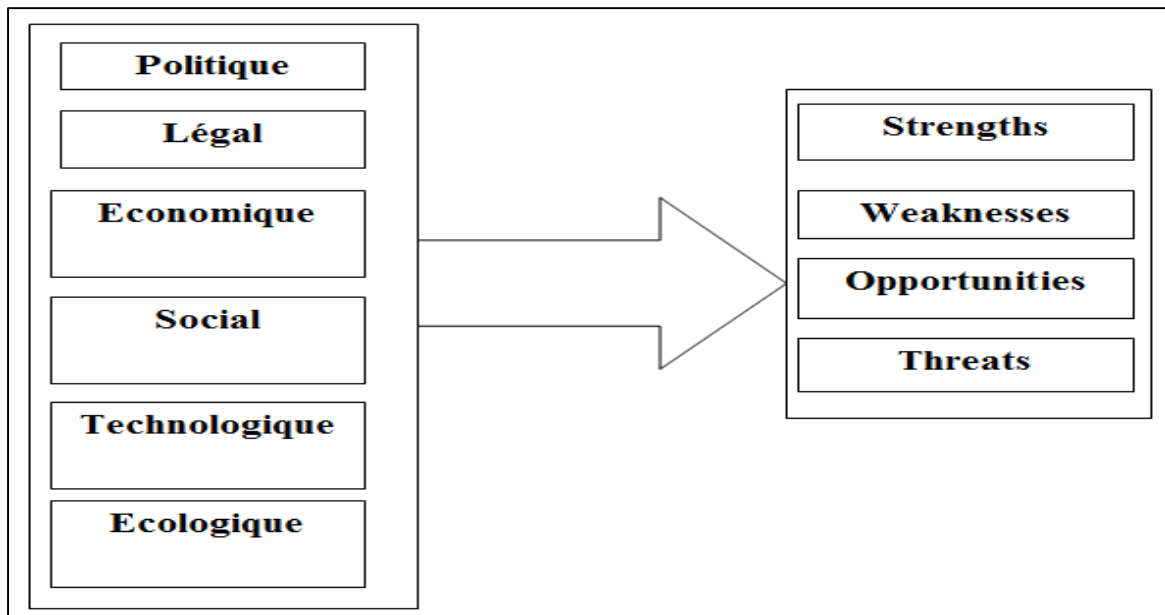 Politique
Légal
Economique
Social
Technologique
Ecologique
Strengths
Weaknesses
Opportunities
Threats